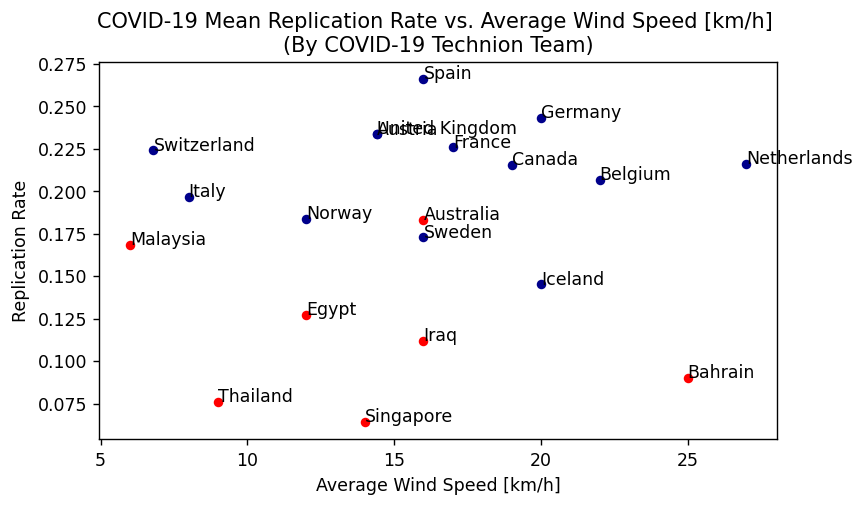 COVID-19 Mean Replication Rate vs. Average Wind Speed [km/h]
(By COVID-19 Technion Team)
0.275
Spain
0.250
Germany
United Kingdom
Austria
0.225
Switzerland
France
Canada
Netherlands
Belgium
0.200
Italy
Norway
Australia
0.175
Sweden
Malaysia
0.150
Iceland
0.125
Egypt
Iraq
0.100
Bahrain
0.075
Thailand
Singapore
Replication Rate
5 10 15 20 25
Average Wind Speed [km/h]